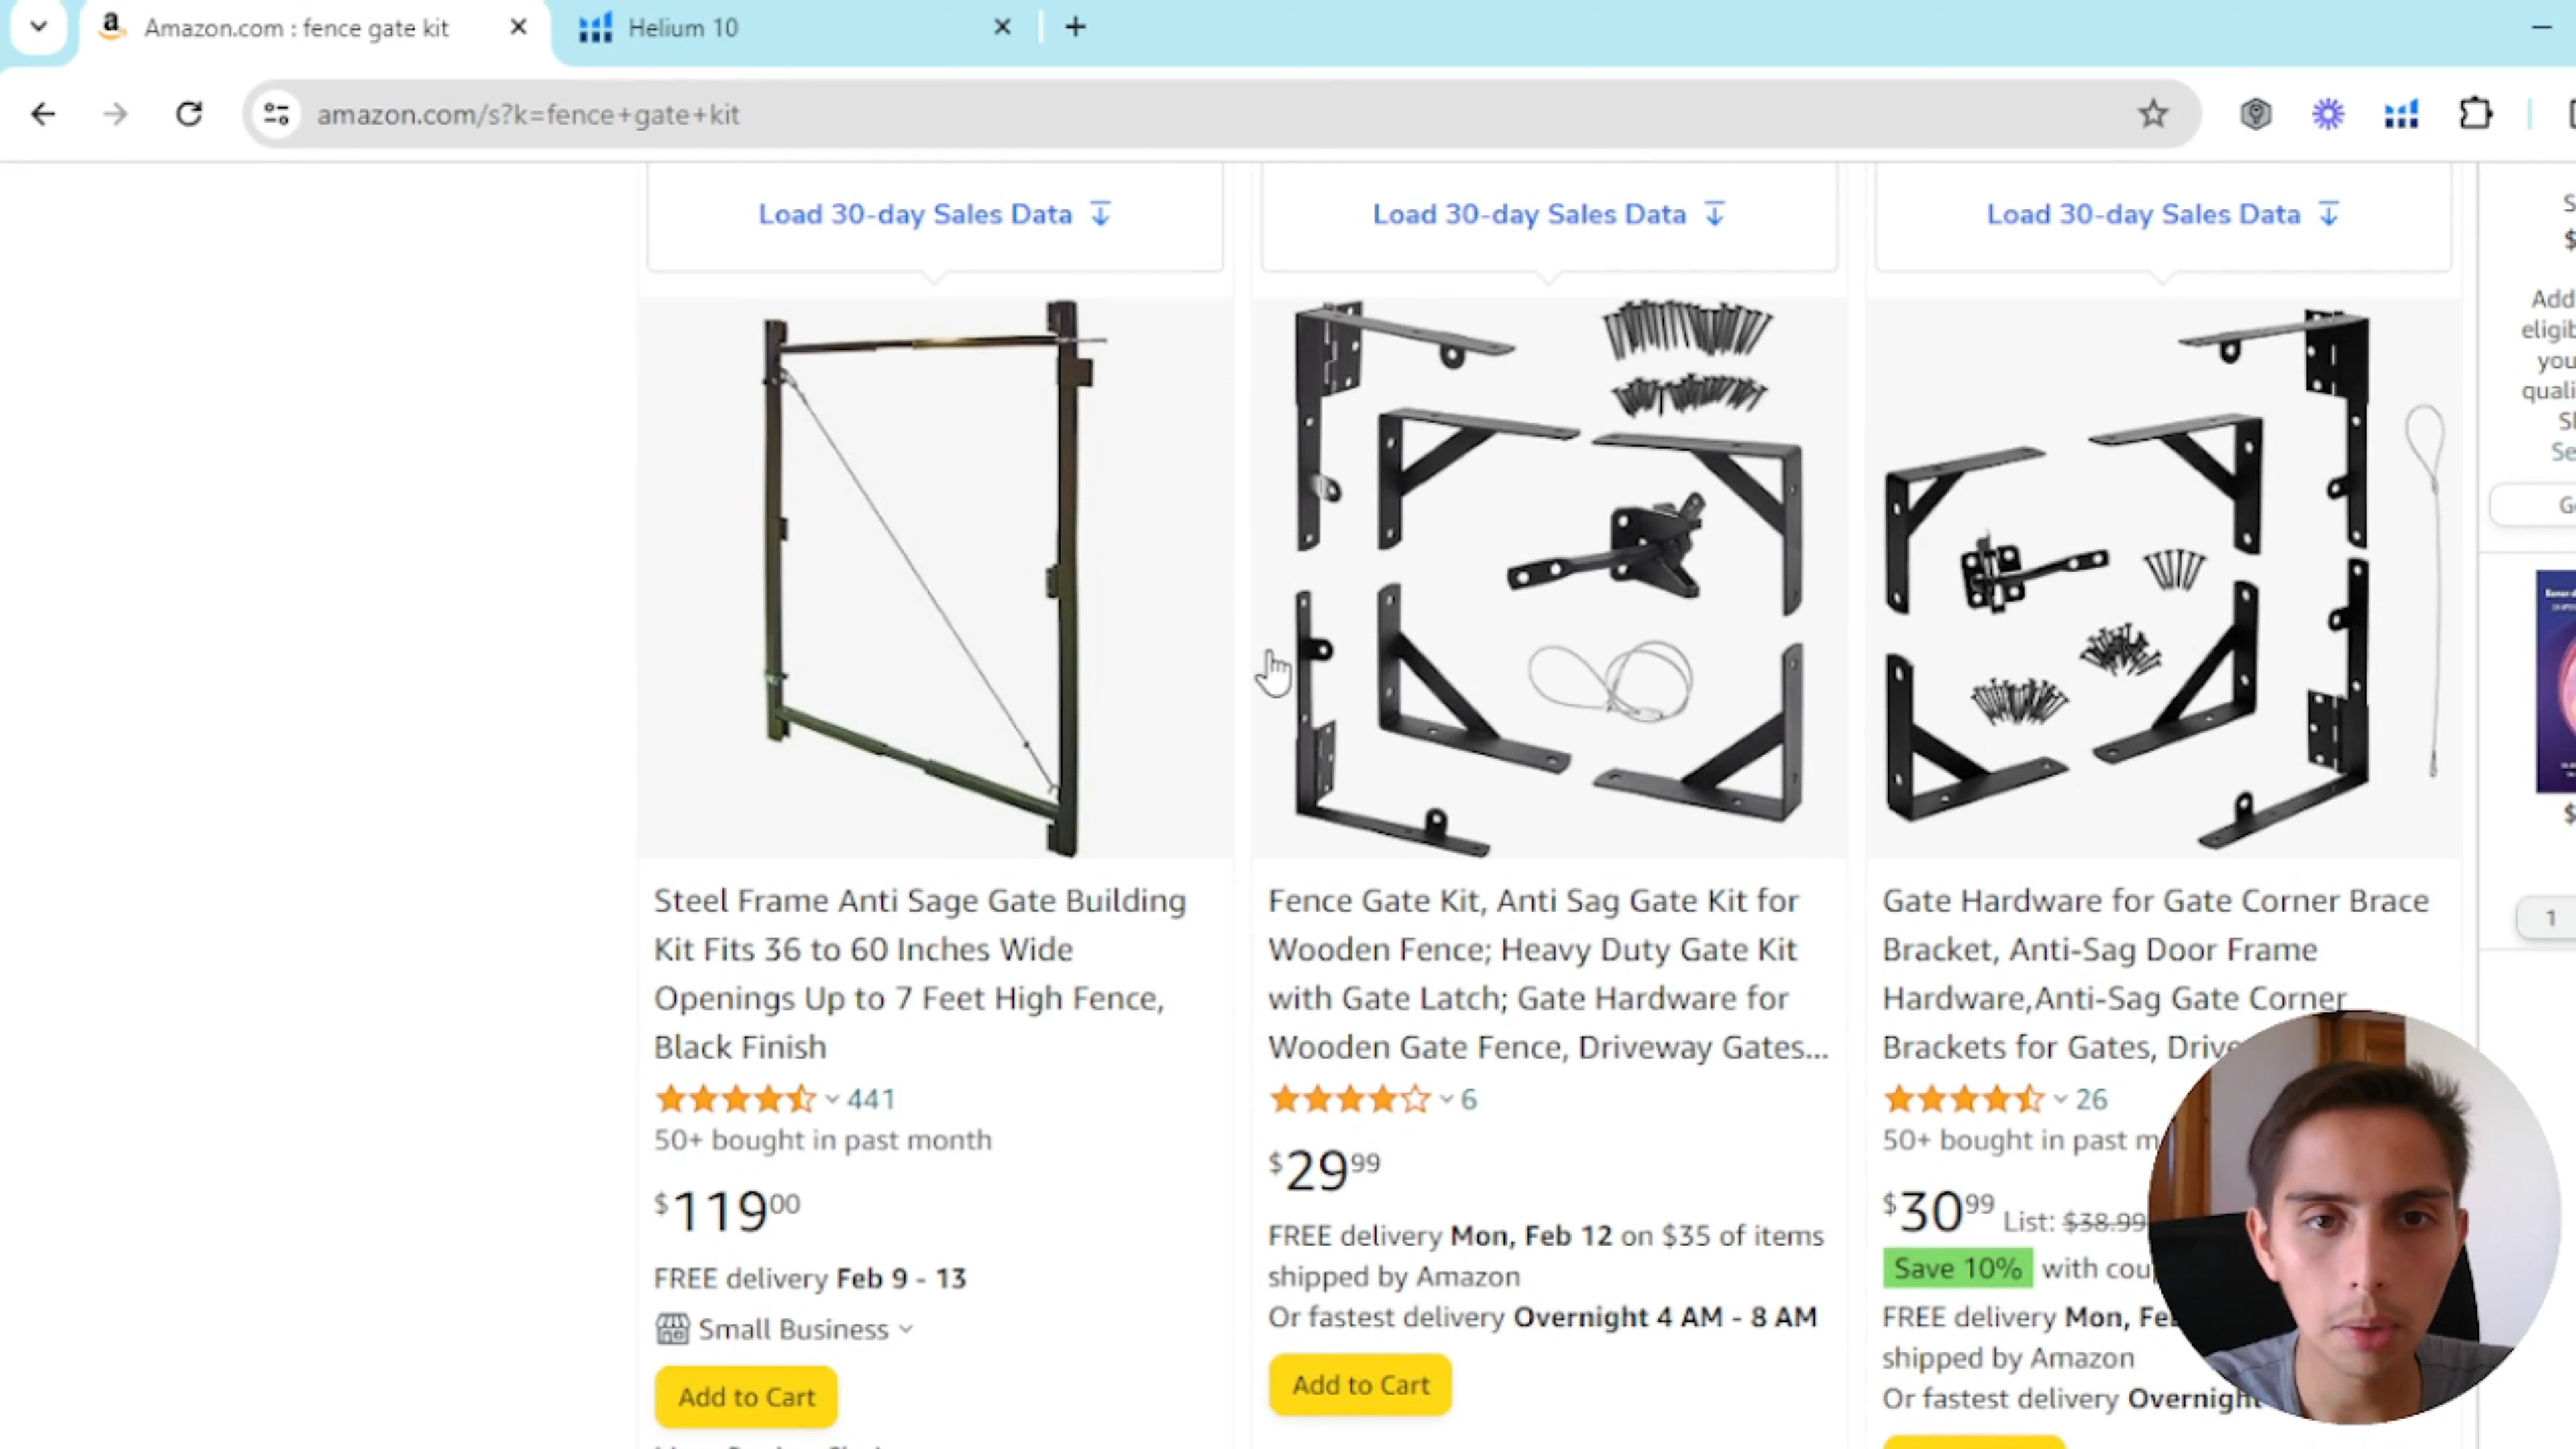 Amazon.com : fence gate kit
Helium 10
amazon.com/s?k=fence+gate+kit
Load 30-day Sales Data
Load 30-day Sales Data
Load 30-day Sales Data
Steel Frame Anti Sage Gate Building
Kit Fits 36 to 60 Inches Wide
Openings Up to 7 Feet High Fence,
Black Finish
441
50+ bought in past month
$119.00
FREE delivery Feb 9 - 13
Small Business
Add to Cart
Fence Gate Kit, Anti Sag Gate Kit for
Wooden Fence; Heavy Duty Gate Kit
with Gate Latch; Gate Hardware for
Wooden Gate Fence, Driveway Gates...
6
$29.99
FREE delivery Mon, Feb 12 on $35 of items
shipped by Amazon
Or fastest delivery Overnight 4 AM - 8 AM
Add to Cart
Gate Hardware for Gate Corner Brace
Bracket, Anti-Sag Door Frame
Hardware,Anti-Sag Gate Corner
Brackets for Gates,
26
50+ bought in past
$30.99 List: $38.99
Save 10% with
FREE delivery Mon,
shipped by Amazon
Or fastest delivery Overnight
Add
you
1